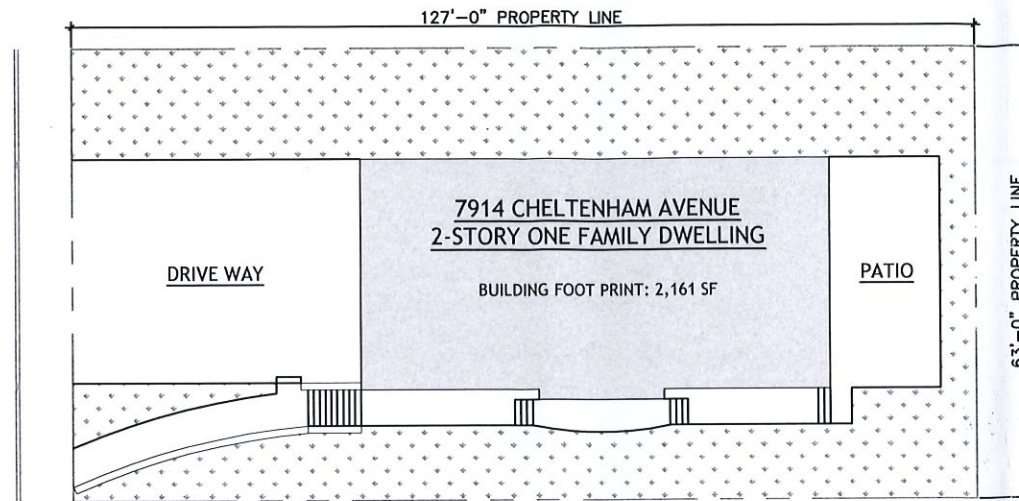 127'-0" PROPERTY LINE
7914 CHELTENHAM AVENUE
2-STORY ONE FAMILY DWELLING
BUILDING FOOT PRINT: 2,161 SF
DRIVE WAY
PATIO
63'-0" PROPERTY LINE